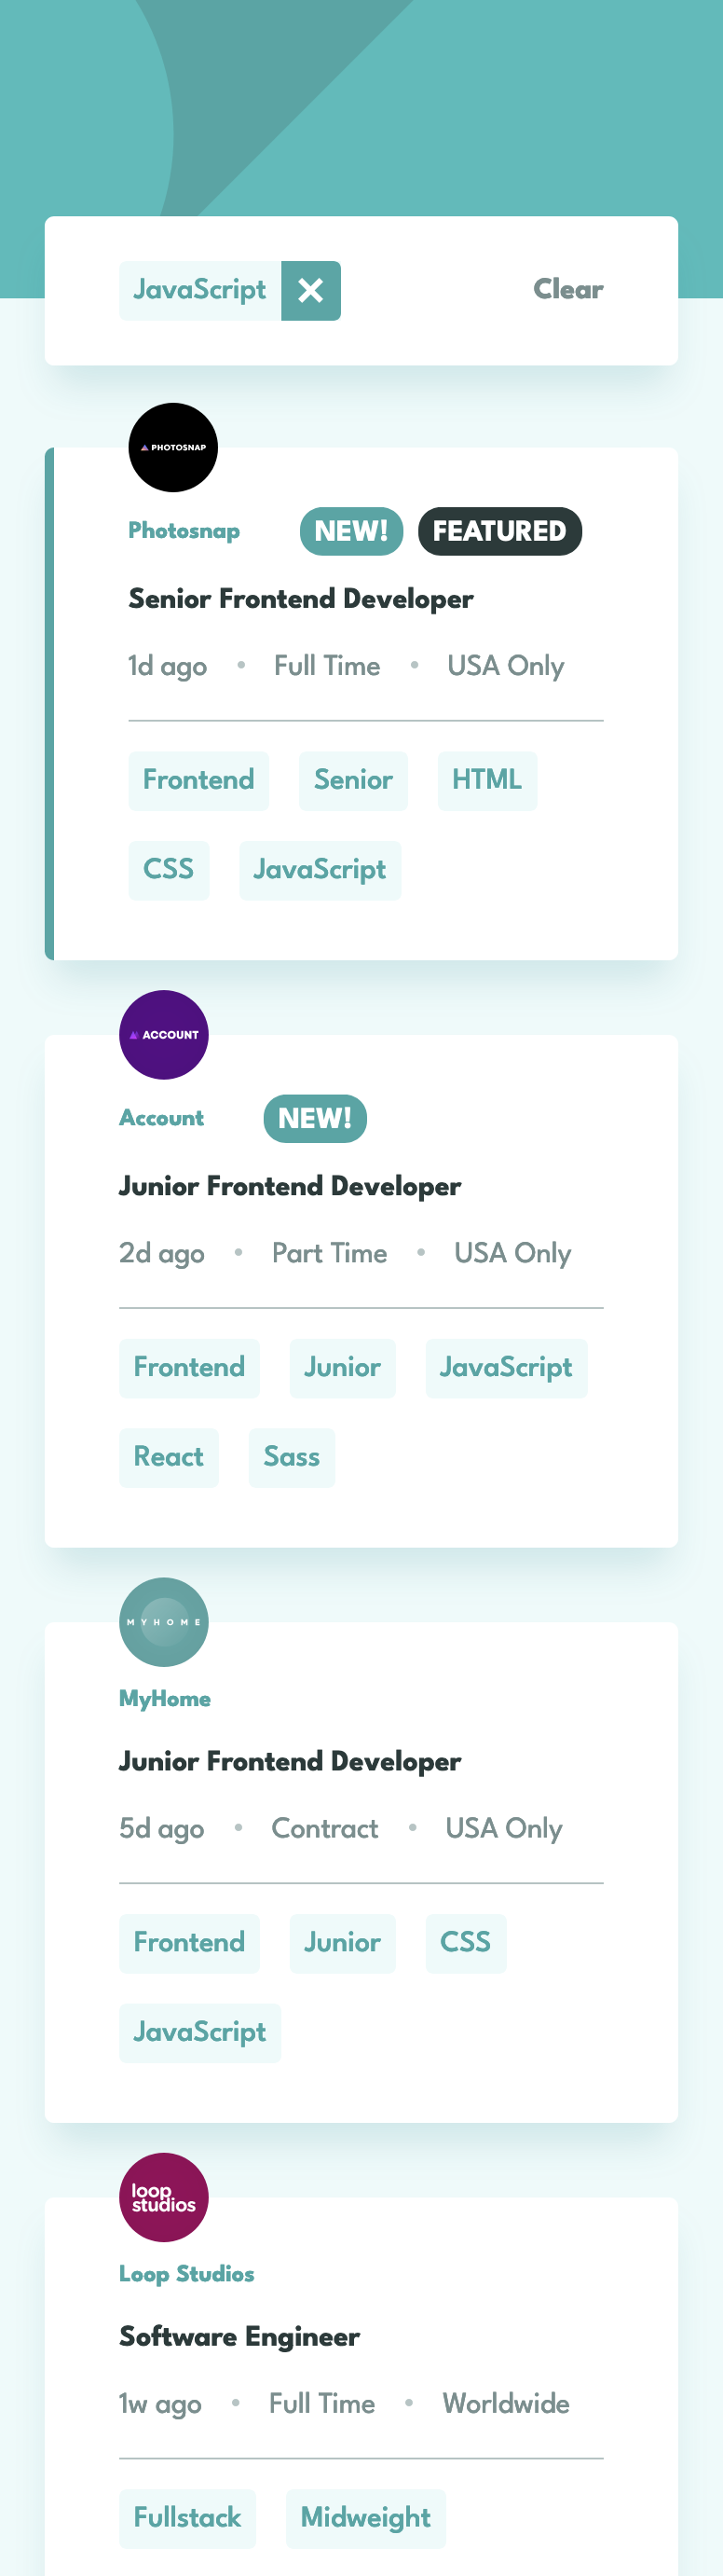 JavaScript Clear
PHOTOSNAP
Photosnap NEW! FEATURED
Senior Frontend Developer
1d ago • Full Time • USA Only
Frontend Senior HTML
CSS JavaScript
ACCOUNT
Account NEW!
Junior Frontend Developer
2d ago • Part Time • USA Only
Frontend Junior JavaScript
React Sass
MYHOME
MyHome
Junior Frontend Developer
5d ago • Contract • USA Only
Frontend Junior CSS
JavaScript
loop
studios
Loop Studios
Software Engineer
1w ago • Full Time • Worldwide
Fullstack Midweight